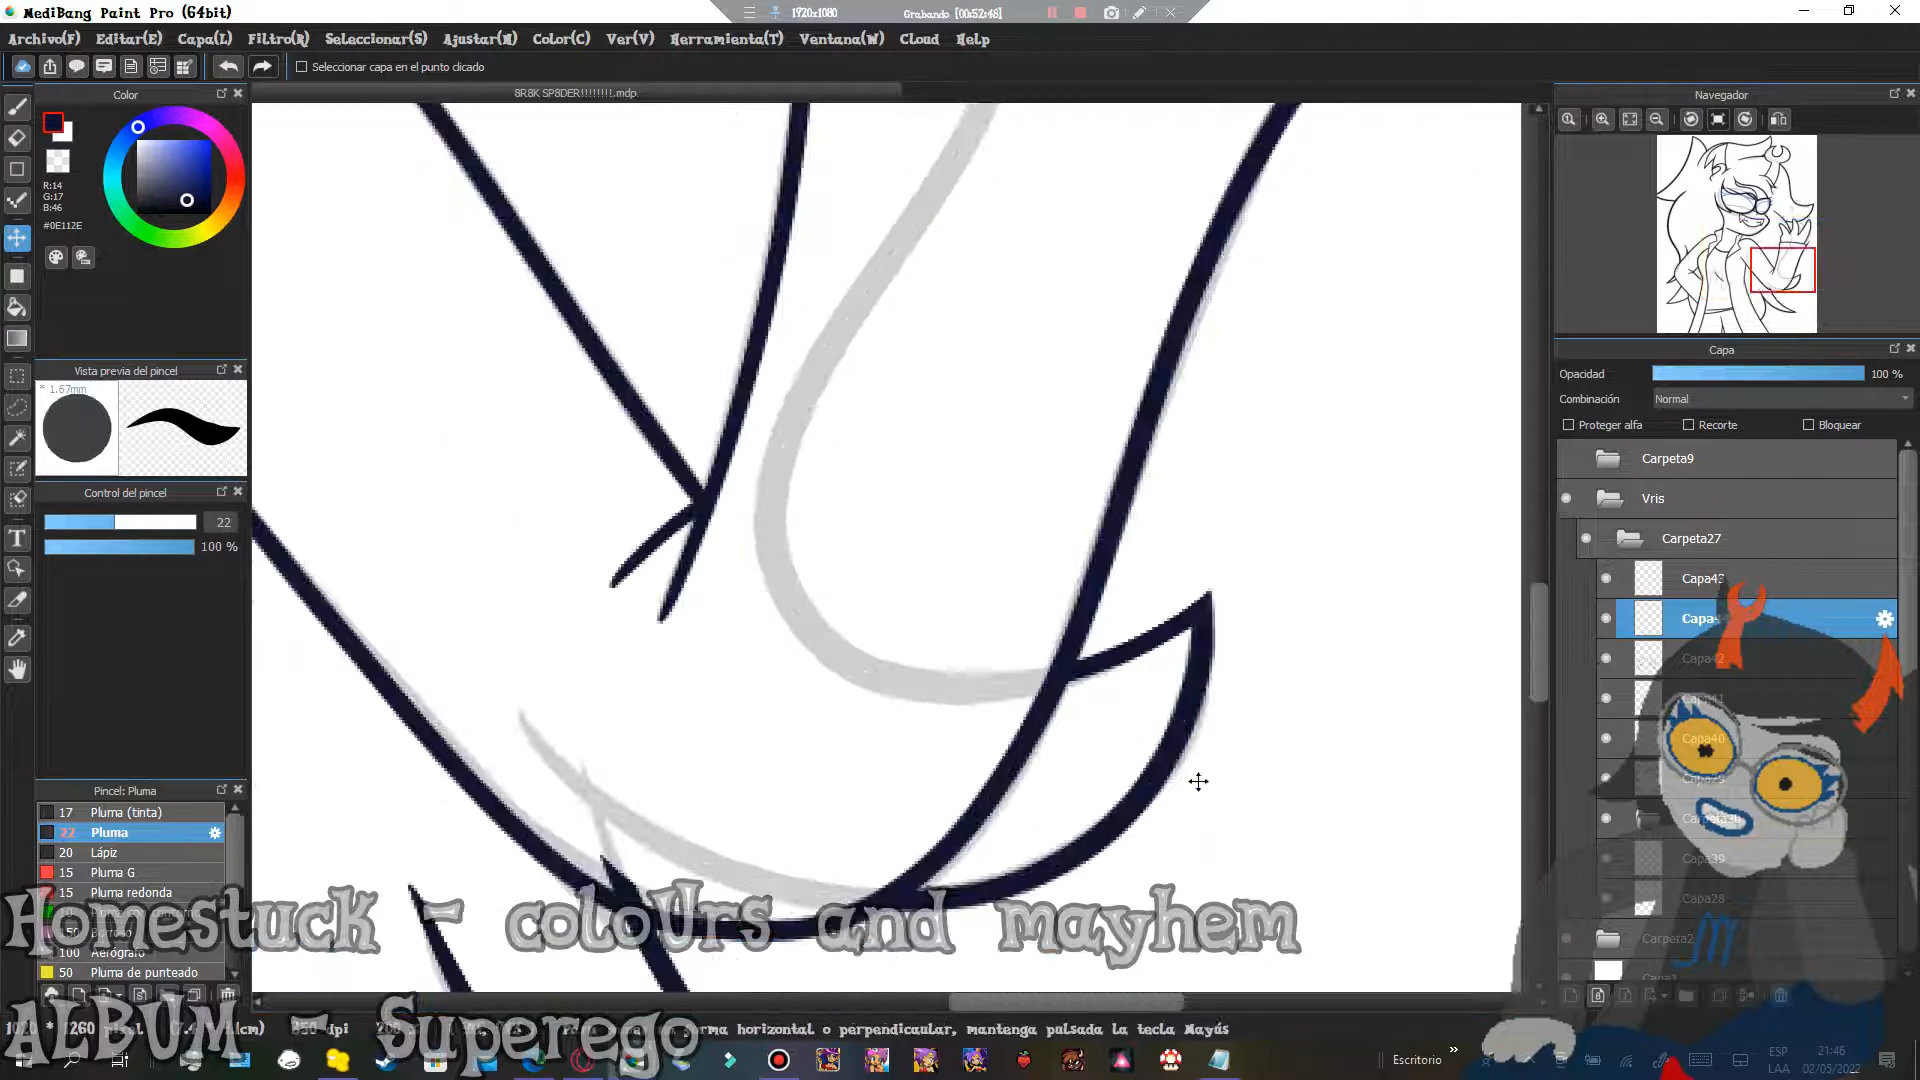 MediBang Paint Pro (64bit)
1920x1080
Grabando [00:52:48]
Archivo(F) Editar(E) Capa(L) Filtro(R) Seleccionar(S) Ajustar(N) Color(C) Ver(V) Herramienta(T) Ventana(W) Cloud Help
Seleccionar capa en el punto clicado
Color
8R8K SP8DER!!!!!!!!.mdp
Navegador
R:14
G:17
B:46
#0E112E
Vista previa del pincel
* 1.67mm
Capa
Opacidad 100 %
Combinación Normal
Proteger alfa Recorte Bloquear
Carpeta9
Vris
Carpeta27
Control del pincel
22
100 %
Capa43
Capa
Capa42
Capa41
Capa40
Capa39
Capa28
Carpeta2
Capa1
Pincel: Pluma
17 Pluma (tinta)
22 Pluma
20 Lápiz
15 Pluma G
15 Pluma redonda
100 Aerógrafo
50 Pluma de punteado
Homestuck - coloUrs and mayhem
ALBUM - Superego
forma horizontal o perpendicular, mantenga pulsada la tecla Mayús
Escritorio
ESP
LAA
21:46
02/05/2022